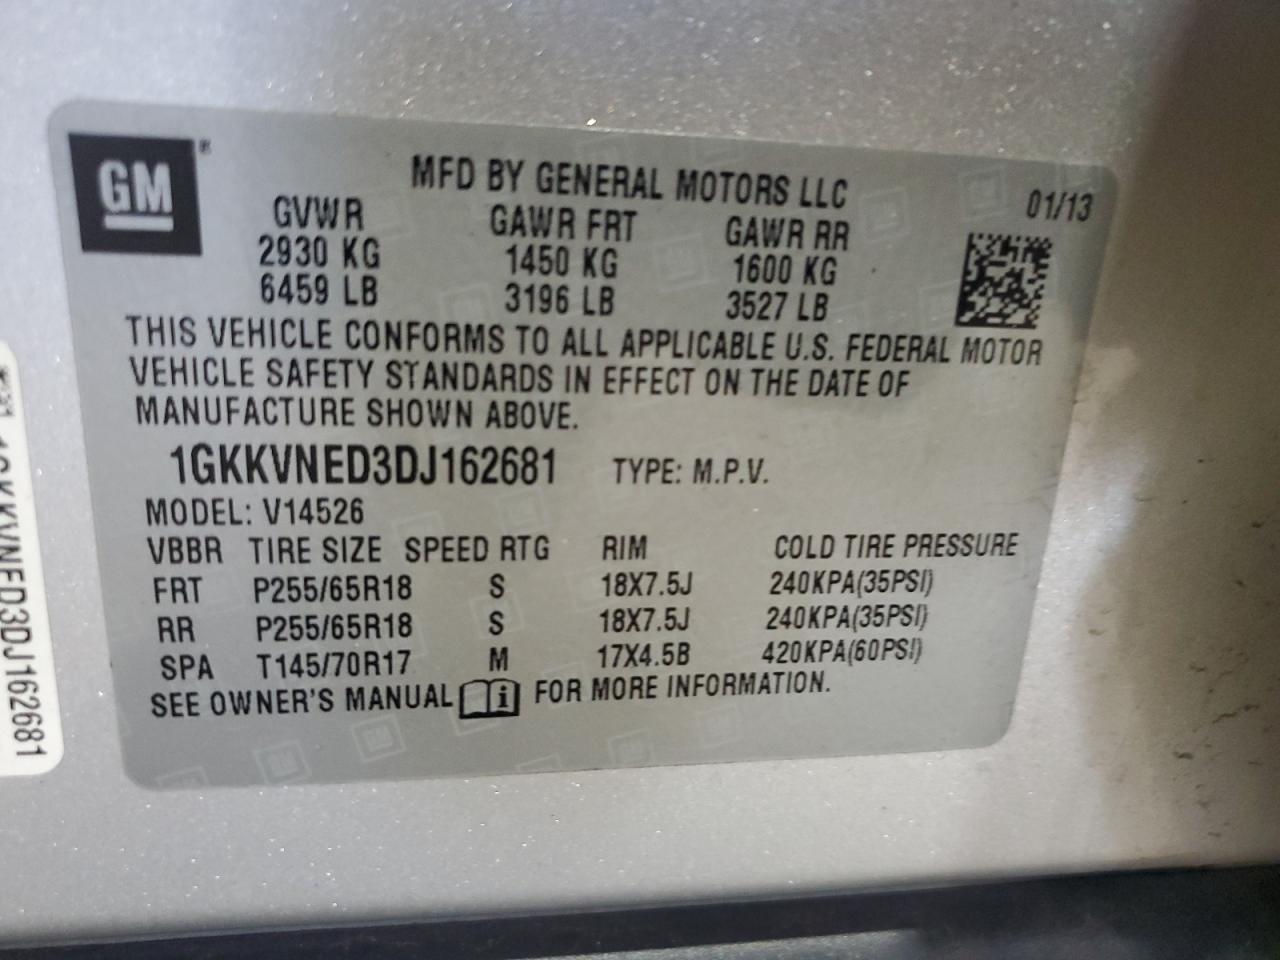 GM®
MFD BY GENERAL MOTORS LLC
01/13
GVWR GAWR FRT GAWR RR
2930 KG 1450 KG 1600 KG
6459 LB 3196 LB 3527 LB
THIS VEHICLE CONFORMS TO ALL APPLICABLE U.S. FEDERAL MOTOR
VEHICLE SAFETY STANDARDS IN EFFECT ON THE DATE OF
MANUFACTURE SHOWN ABOVE.
1GKKVNED3DJ162681 TYPE: M.P.V.
MODEL: V14526
VBBR TIRE SIZE SPEED RTG RIM COLD TIRE PRESSURE
FRT P255/65R18 S 18X7.5J 240KPA(35PSI)
RR P255/65R18 S 18X7.5J 240KPA(35PSI)
SPA T145/70R17 M 17X4.5B 420KPA(60PSI)
SEE OWNER'S MANUAL i FOR MORE INFORMATION.
1GKKVNED3DJ162681